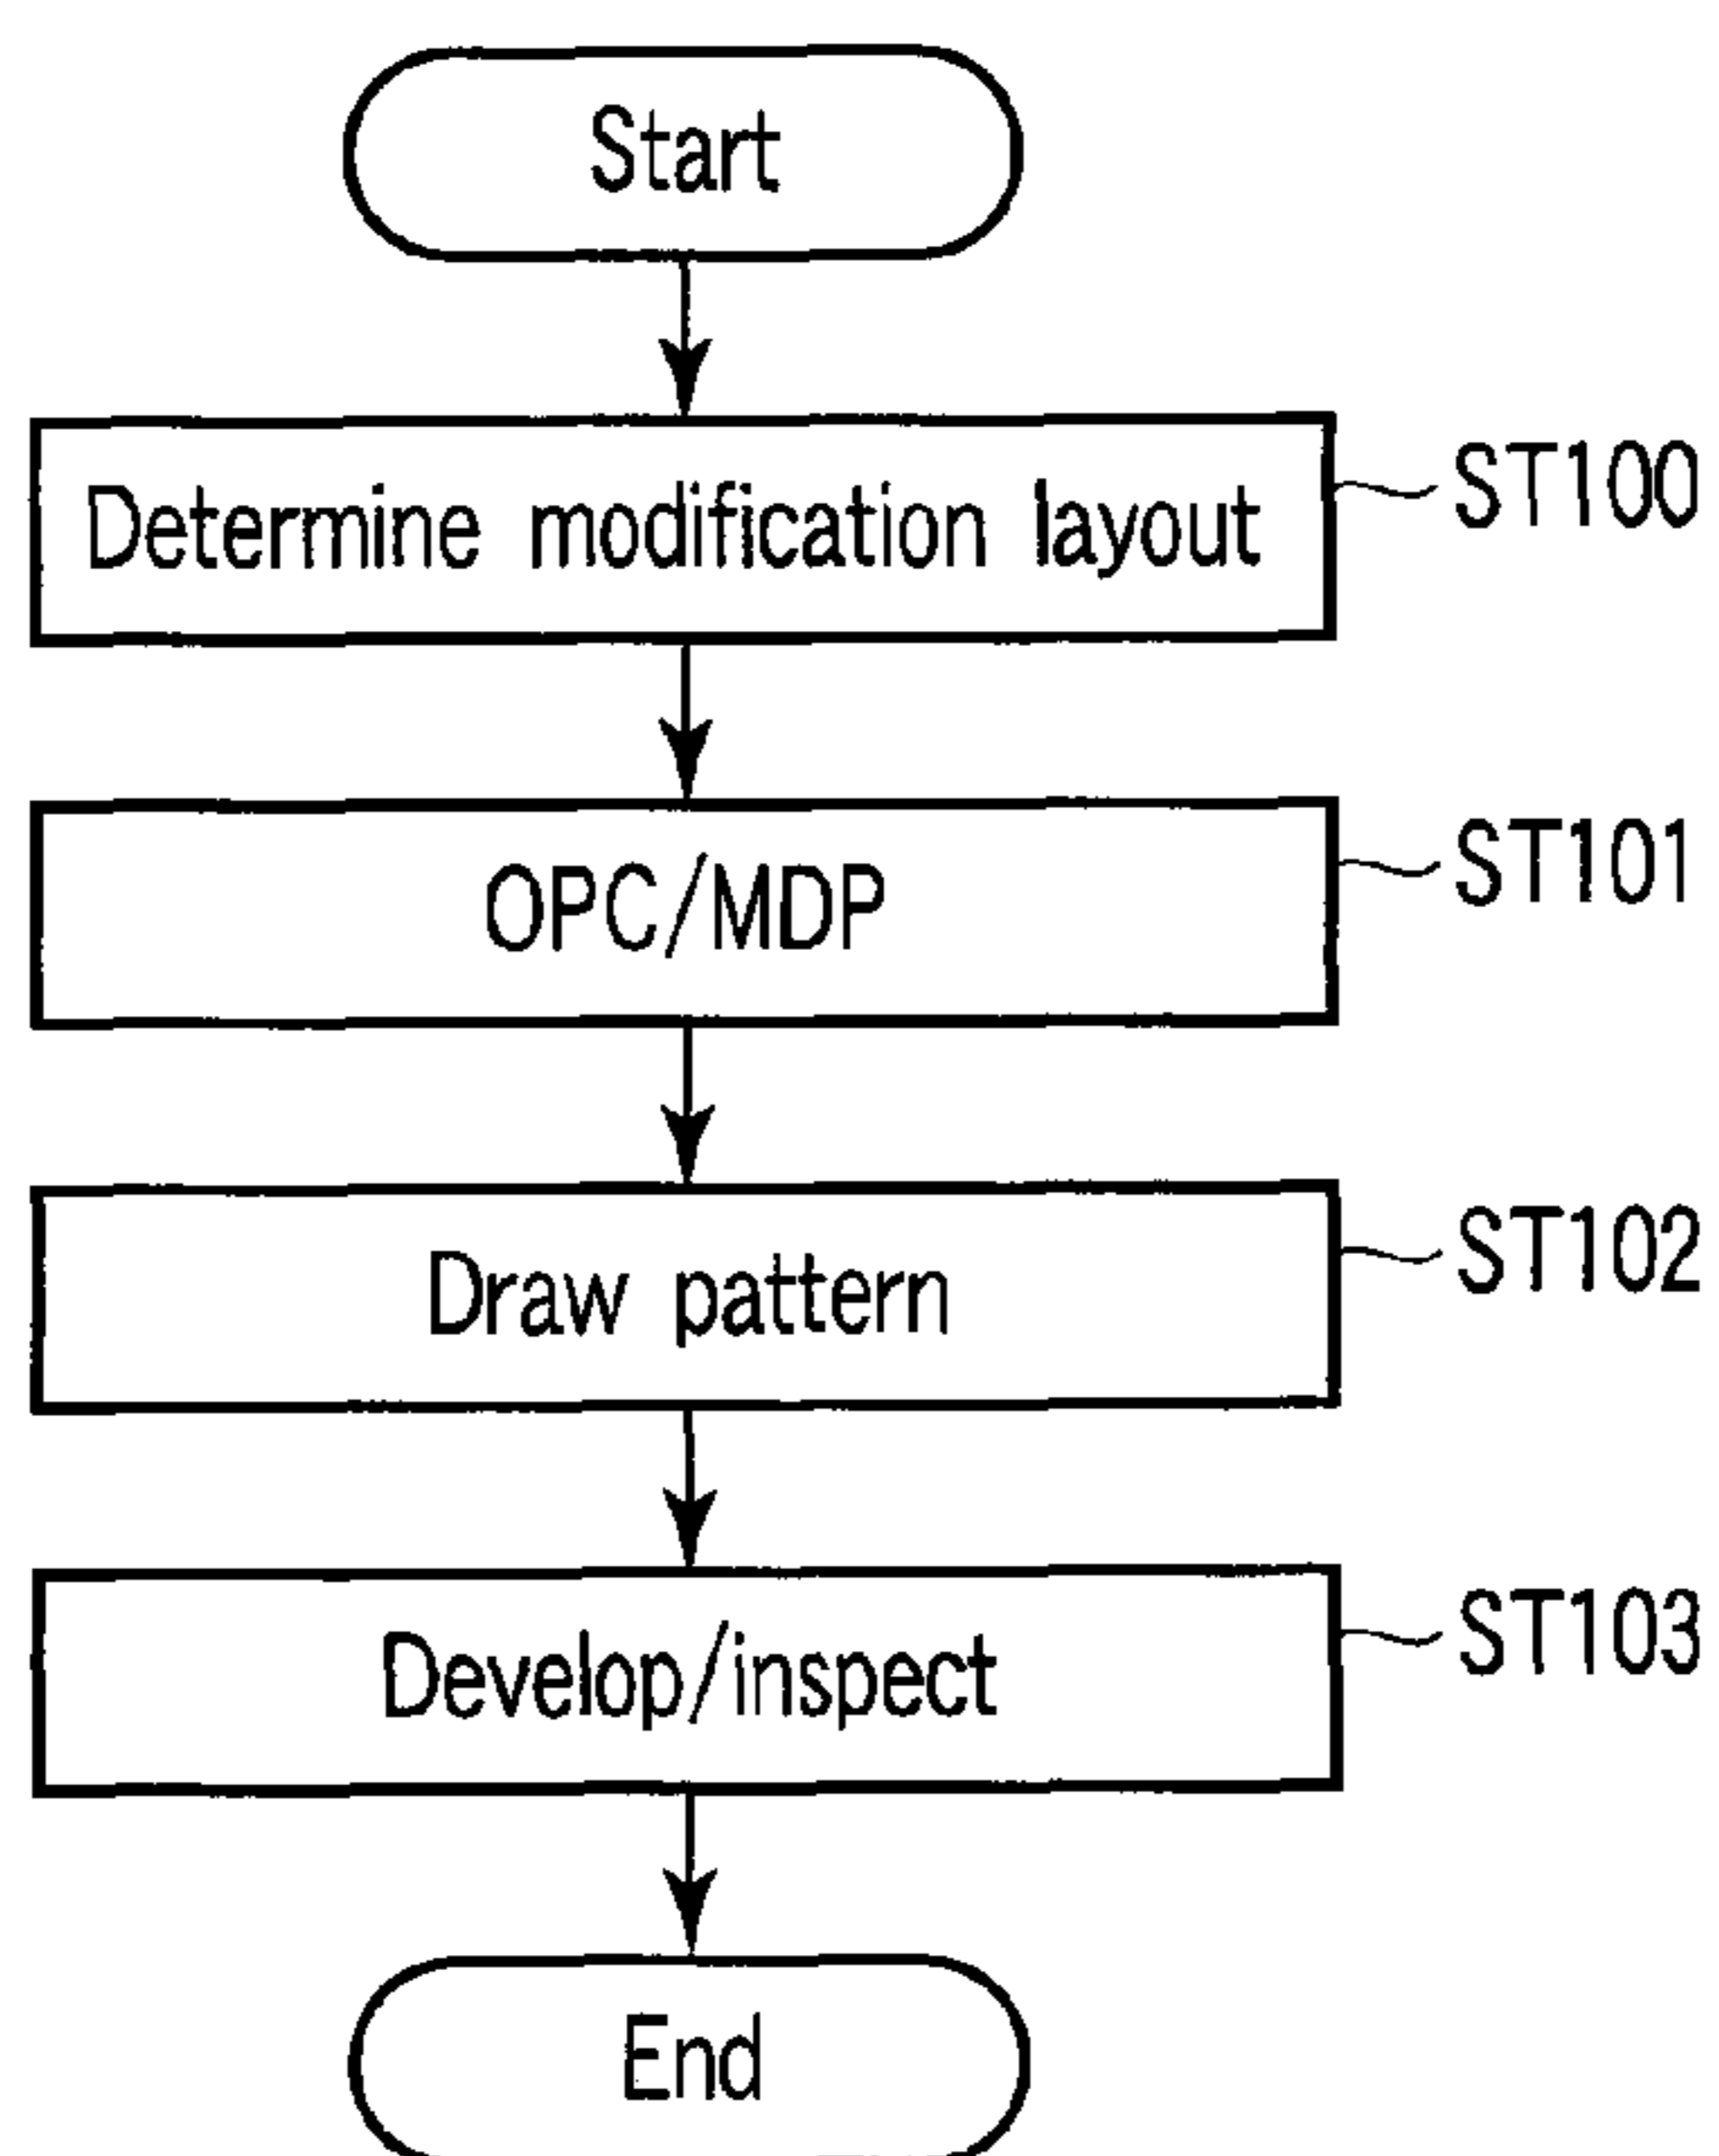 Start
Determine modification layout
ST100
OPC/MDP
ST101
Draw pattern
ST102
Develop/inspect
ST103
End